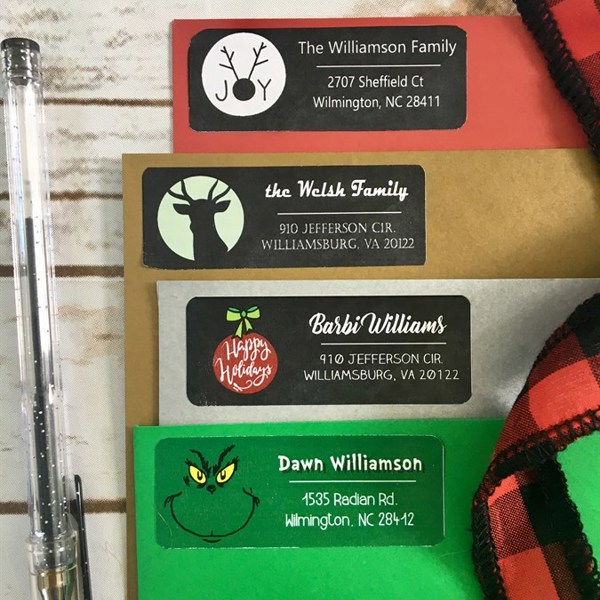 JOY
The Williamson Family
2707 Sheffield Ct
Wilmington, NC 28411
the Welsh Family
910 JEFFERSON CIR.
WILLIAMSBURG, VA 20122
Happy
Holidays
Barbi Williams
910 JEFFERSON CIR.
WILLIAMSBURG, VA 20122
Dawn Williamson
1535 Radian Rd.
Wilmington, NC 28412